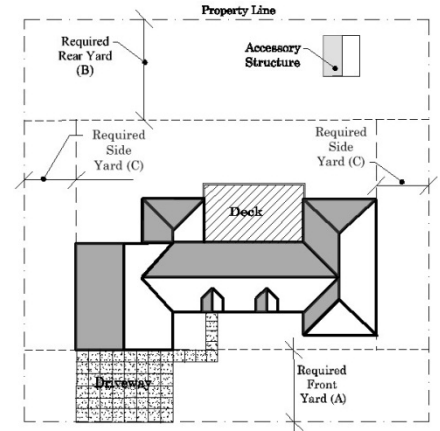 Property Line
Required
Rear Yard
(B)
Accessory
Structure
Required
Side
Yard (C)
Required
Side
Yard (C)
Deck
Driveway
Required
Front
Yard (A)